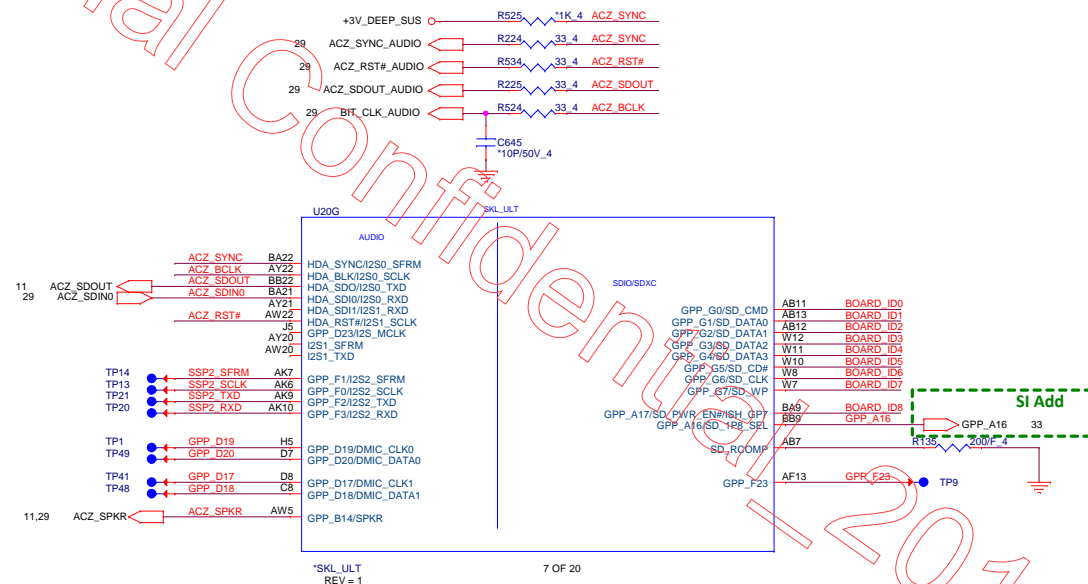 +3V_DEEP_SUS R525 *1K_4 ACZ_SYNC
29 ACZ_SYNC_AUDIO R224 33_4 ACZ_SYNC
29 ACZ_RST#_AUDIO R534 33_4 ACZ_RST#
29 ACZ_SDOUT_AUDIO R225 33_4 ACZ_SDOUT
29 BIT_CLK_AUDIO R524 33_4 ACZ_BCLK
C645
*10P/50V_4
U20G SKL_ULT
AUDIO
SDIO/SDXC
ACZ_SYNC BA22 HDA_SYNC/I2S0_SFRM
ACZ_BCLK AY22 HDA_BLK/I2S0_SCLK
11 ACZ_SDOUT ACZ_SDOUT BB22 HDA_SDO/I2S0_TXD
29 ACZ_SDIN0 ACZ_SDIN0 BA21 HDA_SDI0/I2S0_RXD
AY21 HDA_SDI1/I2S1_RXD
ACZ_RST# AW22 HDA_RST#/I2S1_SCLK
J5 GPP_D23/I2S_MCLK
AY20 I2S1_SFRM
AW20 I2S1_TXD
TP14 SSP2_SFRM AK7 GPP_F1/I2S2_SFRM
TP13 SSP2_SCLK AK6 GPP_F0/I2S2_SCLK
TP21 SSP2_TXD AK9 GPP_F2/I2S2_TXD
TP20 SSP2_RXD AK10 GPP_F3/I2S2_RXD
TP1 GPP_D19 H5 GPP_D19/DMIC_CLK0
TP49 GPP_D20 D7 GPP_D20/DMIC_DATA0
TP41 GPP_D17 D8 GPP_D17/DMIC_CLK1
TP48 GPP_D18 C8 GPP_D18/DMIC_DATA1
11,29 ACZ_SPKR ACZ_SPKR AW5 GPP_B14/SPKR
GPP_G0/SD_CMD AB11 BOARD_ID0
GPP_G1/SD_DATA0 AB13 BOARD_ID1
GPP_G2/SD_DATA1 AB12 BOARD_ID2
GPP_G3/SD_DATA2 W12 BOARD_ID3
GPP_G4/SD_DATA3 W11 BOARD_ID4
GPP_G5/SD_CD# W10 BOARD_ID5
GPP_G6/SD_CLK W8 BOARD_ID6
GPP_G7/SD_WP W7 BOARD_ID7
SI Add
GPP_A17/SD_PWR_EN#/ISH_GP7 BA9 BOARD_ID8
GPP_A16/SD_1P8_SEL BB9 GPP_A16 GPP_A16 33
SD_RCOMP AB7 R135 200/F_4
GPP_F23 AF13 GPP_F23 TP9
*SKL_ULT 7 OF 20
REV = 1
Confidential_201